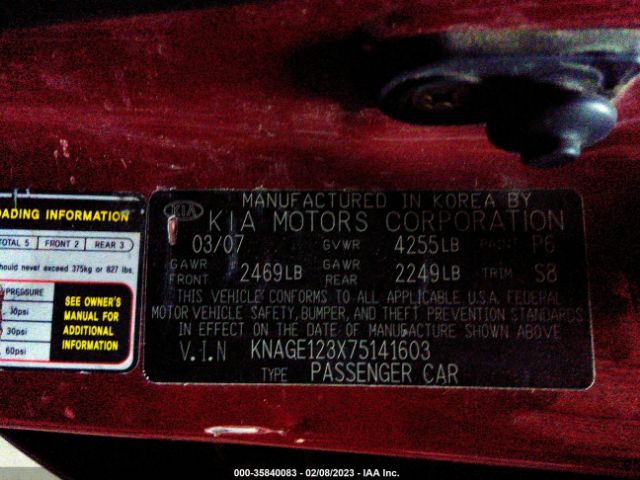 OADING INFORMATION
TOTAL 5 FRONT 2 REAR 3
hould never exceed 375kg or 827 lbs.
PRESSURE
30psi
30psi
60psi
SEE OWNER'S
MANUAL FOR
ADDITIONAL
INFORMATION
MANUFACTURED IN KOREA BY
KIA KIA MOTORS CORPORATION
03/07 GVWR 4255LB P6
GAWR FRONT 2469LB GAWR REAR 2249LB TRIM S8
THIS VEHICLE CONFORMS TO ALL APPLICABLE U.S.A. FEDERAL
MOTOR VEHICLE SAFETY, BUMPER, AND THEFT PREVENTION STANDARDS
IN EFFECT ON THE DATE OF MANUFACTURE SHOWN ABOVE
V.I.N KNAGE123X75141603
TYPE PASSENGER CAR
000-35840083 - 02/08/2023 - IAA Inc.